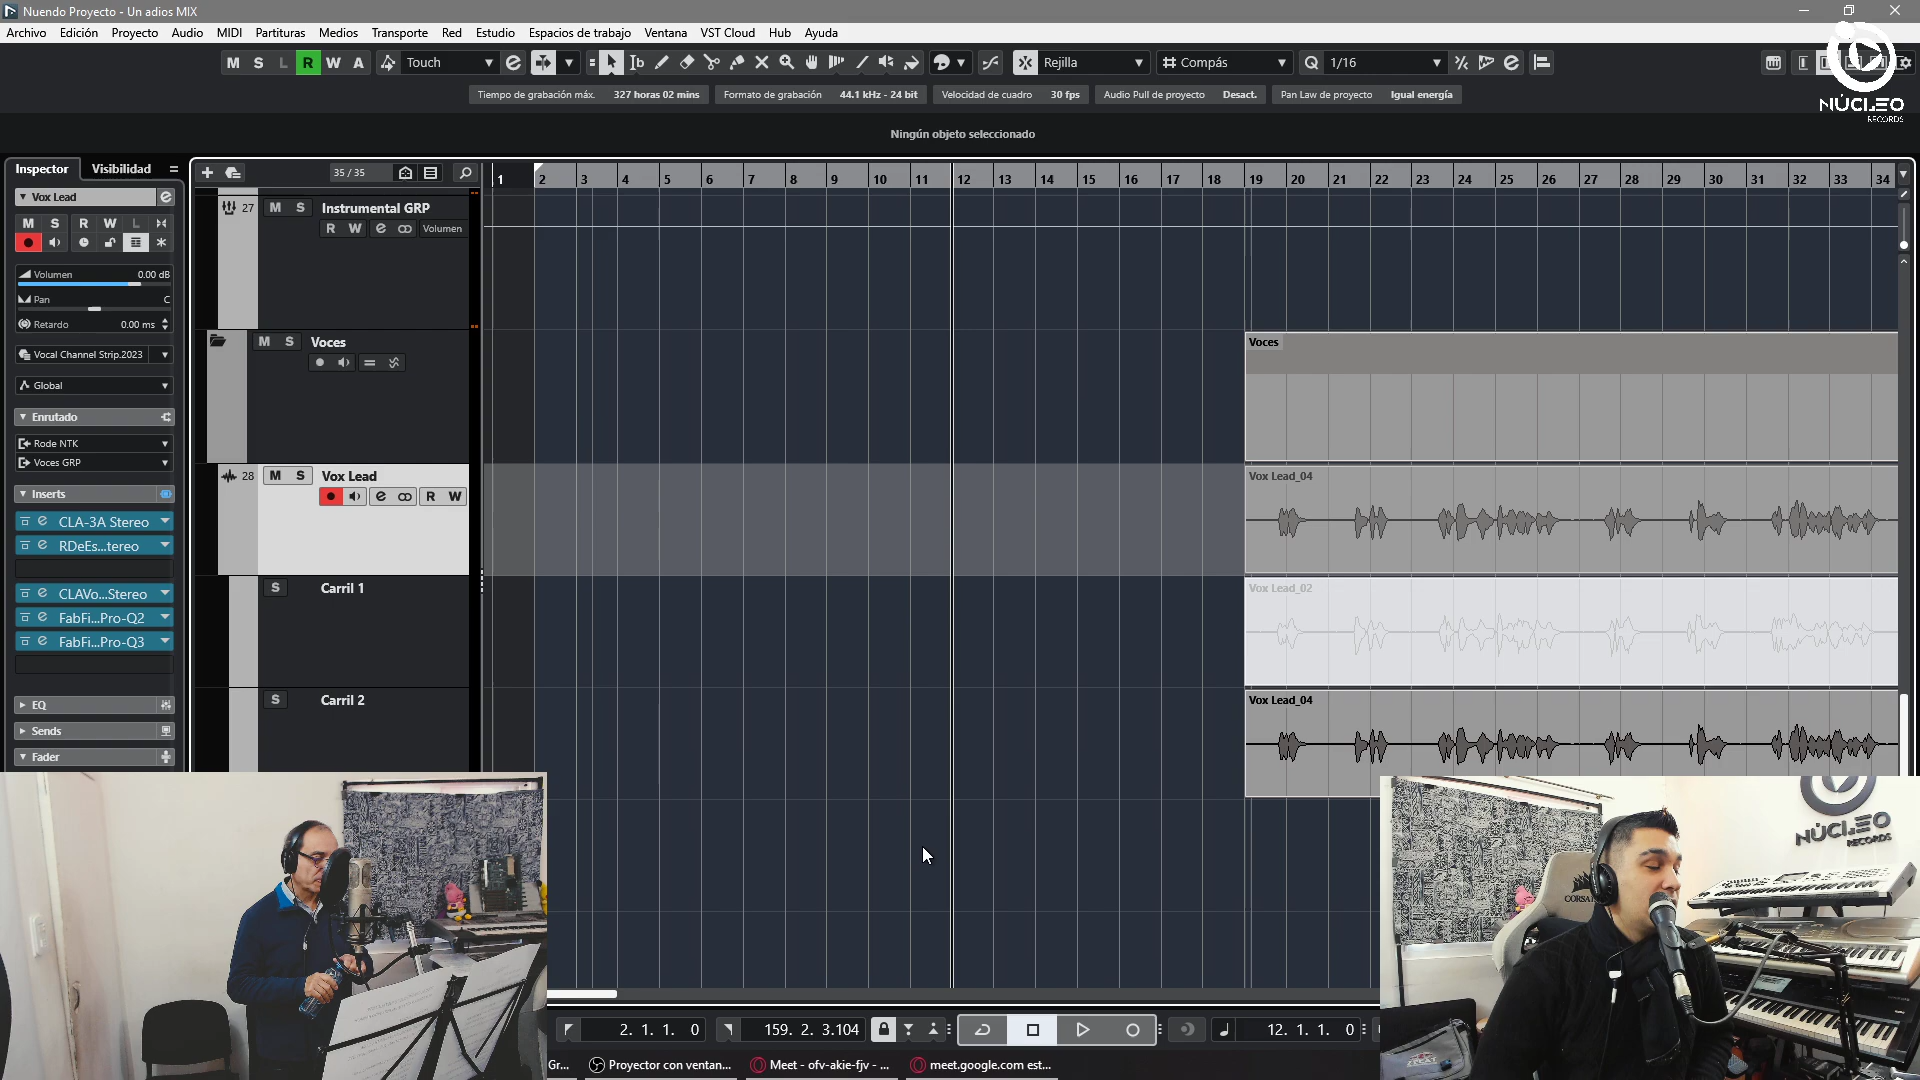 Nuendo Proyecto - Un adios MIX
Archivo Edición Proyecto Audio MIDI Partituras Medios Transporte Red Estudio Espacios de trabajo Ventana VST Cloud Hub Ayuda
M S L R W A Touch Rejilla Compás Q 1/16
NÚCLEO
RECORDS
Tiempo de grabación máx. 327 horas 02 mins Formato de grabación 44.1 kHz - 24 bit Velocidad de cuadro 30 fps Audio Pull de proyecto Desact. Pan Law de proyecto Igual energía
Ningún objeto seleccionado
Inspector Visibilidad
35 / 35
1 2 3 4 5 6 7 8 9 10 11 12 13 14 15 16 17 18 19 20 21 22 23 24 25 26 27 28 29 30 31 32 33 34
Vox Lead
M S R W L
Volumen 0.00 dB
Pan C
Retardo 0.00 ms
Vocal Channel Strip.2023
Global
Enrutado
Rode NTK
Voces GRP
Inserts
CLA-3A Stereo
RDeEs...tereo
CLAVo...Stereo
FabFi...Pro-Q2
FabFi...Pro-Q3
EQ
Sends
Fader
27 M S Instrumental GRP
R W e Volumen
M S Voces
28 M S Vox Lead
e R W
S Carril 1
S Carril 2
Voces
Vox Lead_04
Vox Lead_02
Vox Lead_04
NÚCLEO
RECORDS
CORSAIR
2. 1. 1. 0 159. 2. 3.104 12. 1. 1. 0
Gr... Proyector con ventan... Meet - ofv-akie-fjv - ... meet.google.com est...